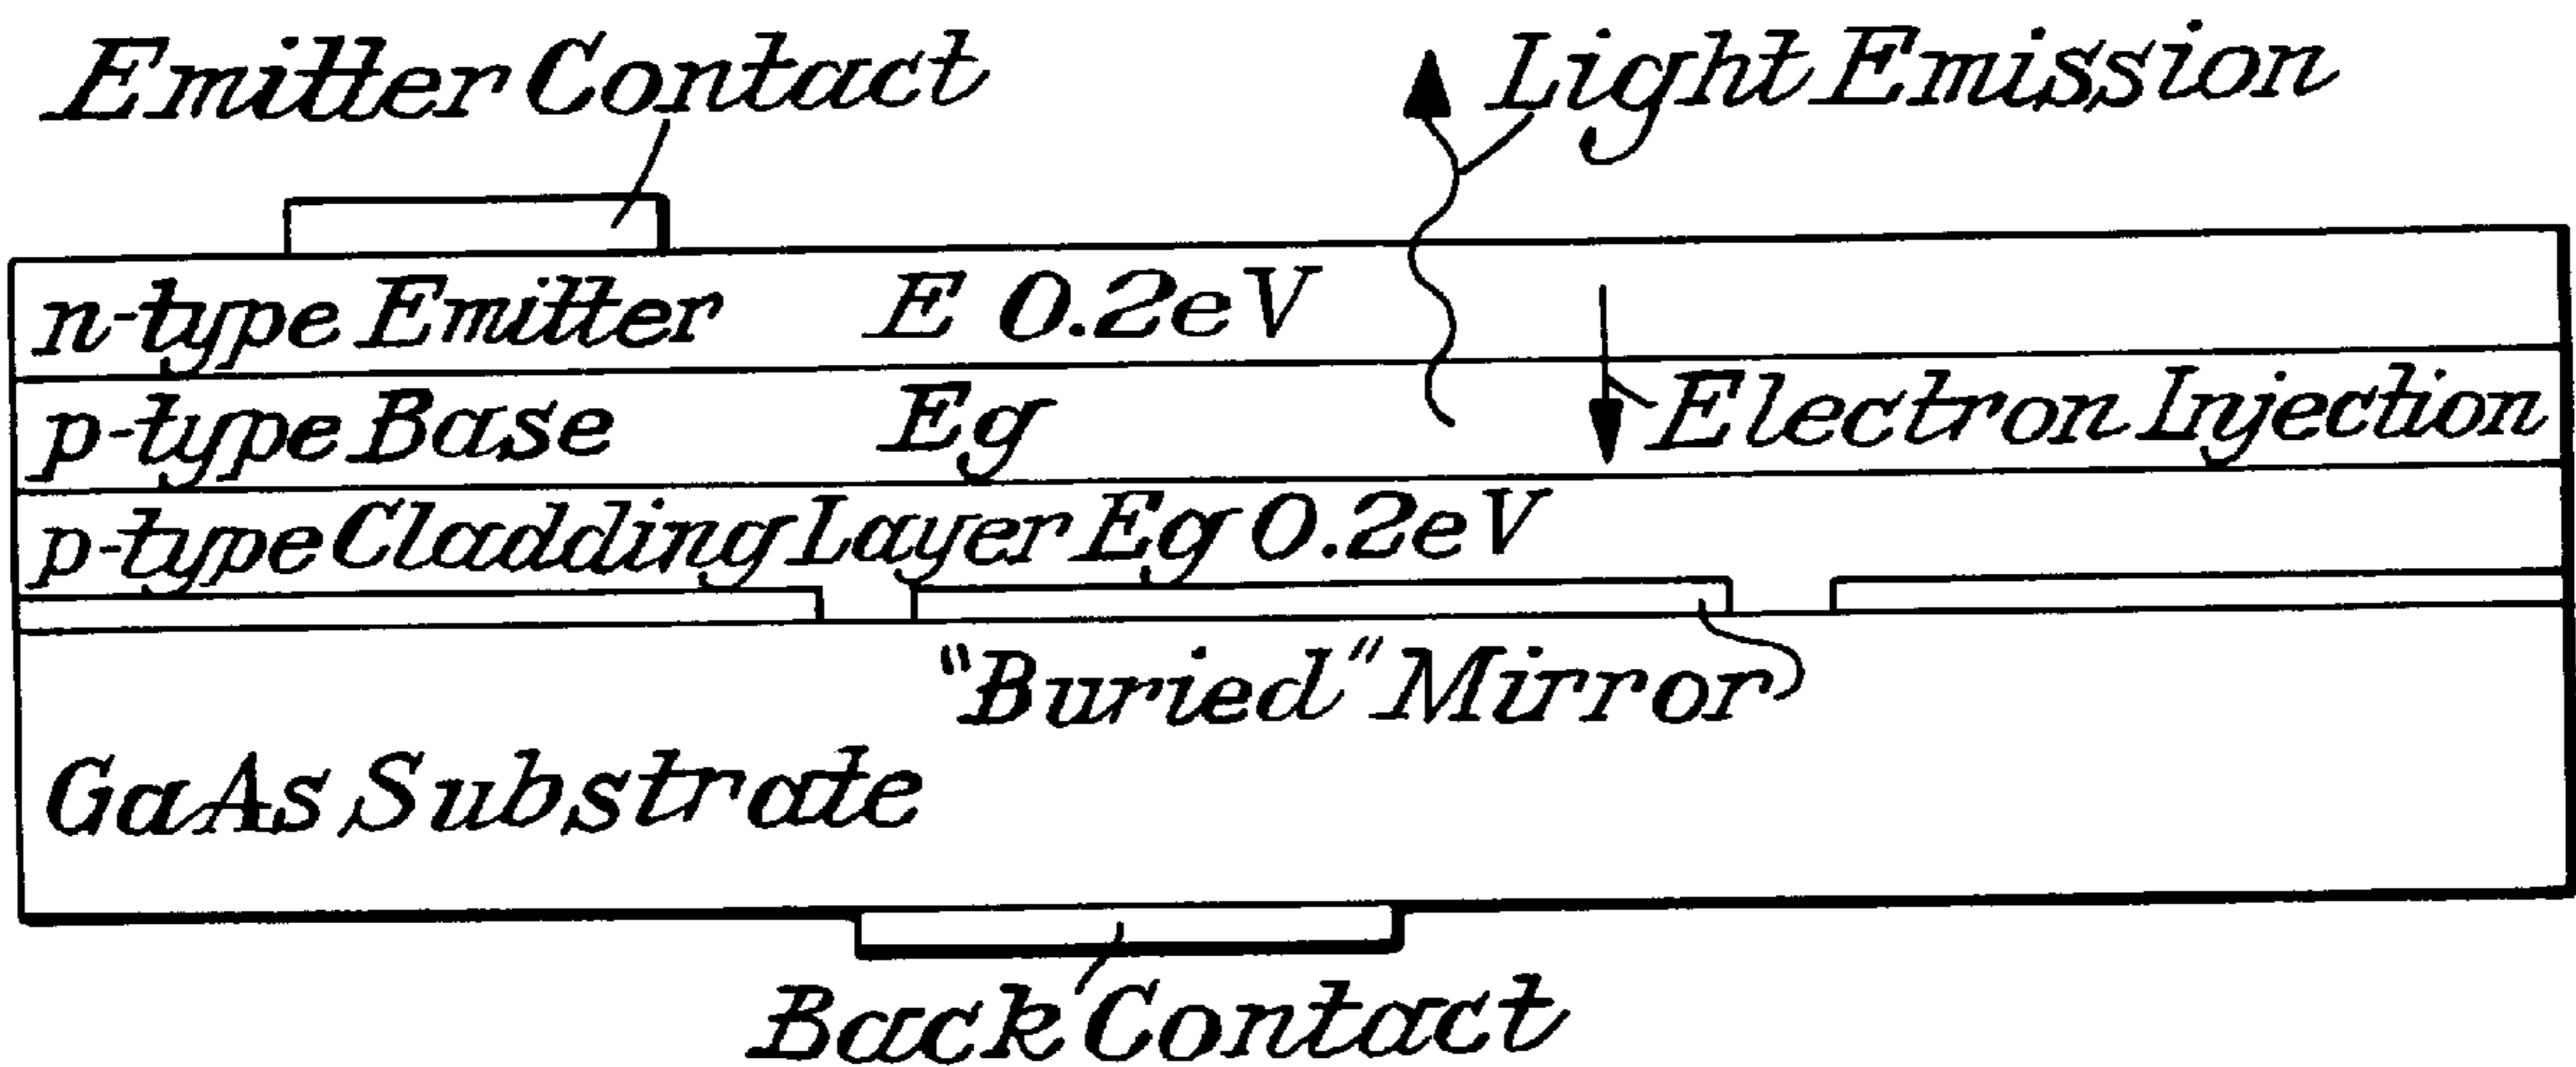 Emitter Contact
Light Emission
n-type Emitter E 0.2eV
p-type Base Eg
Electron Injection
p-type Cladding Layer Eg 0.2eV
"Buried" Mirror
GaAs Substrate
Back Contact